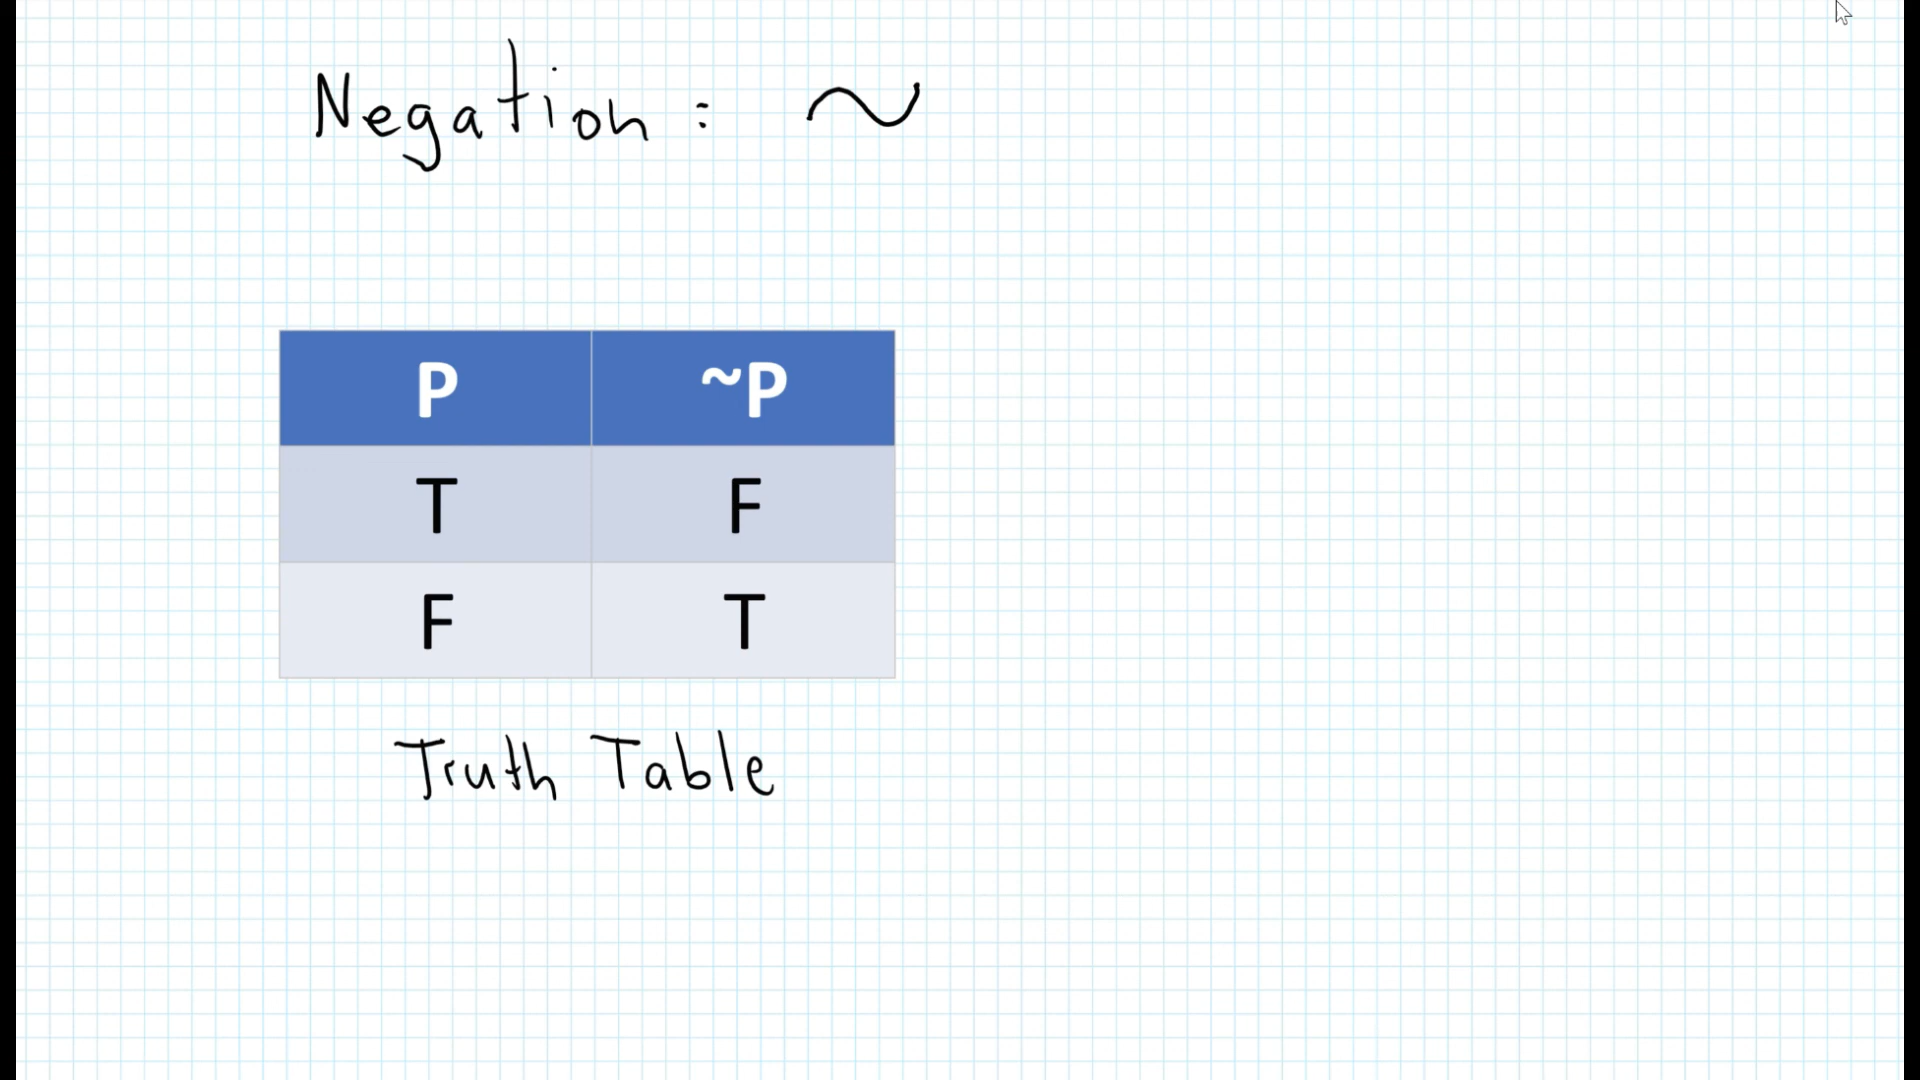 Negation: ~
P ~P
T F
F T
Truth Table